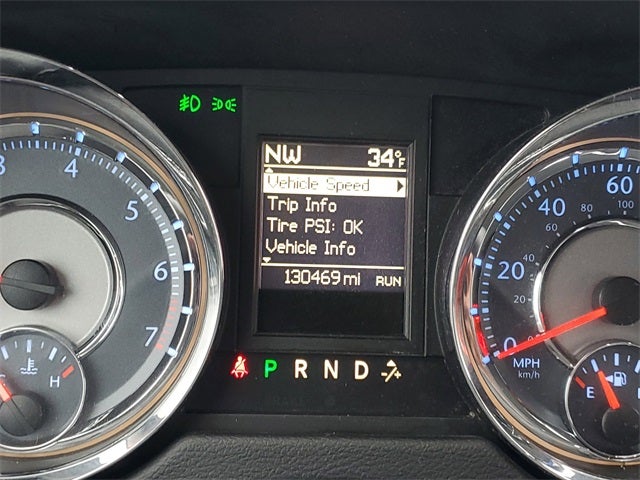 NW 34°F
Vehicle Speed
Trip Info
Tire PSI: OK
Vehicle Info
130469 mi RUN
P R N D
3 4 5 6 7
H
0 20 40 60
20 40 60 80 100
MPH
km/h
E